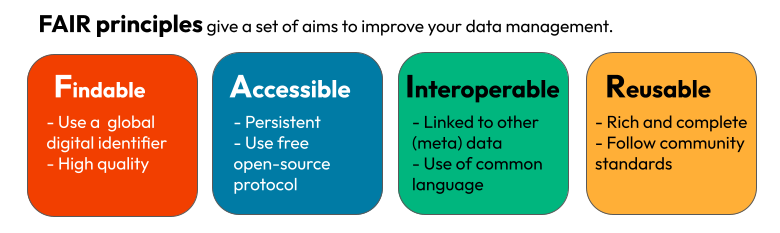 FAIR principles give a set of aims to improve your data management.
Findable
- Use a global
digital identifier
- High quality
Accessible
- Persistent
- Use free
open-source
protocol
Interoperable
- Linked to other
(meta) data
- Use of common
language
Reusable
- Rich and complete
- Follow community
standards